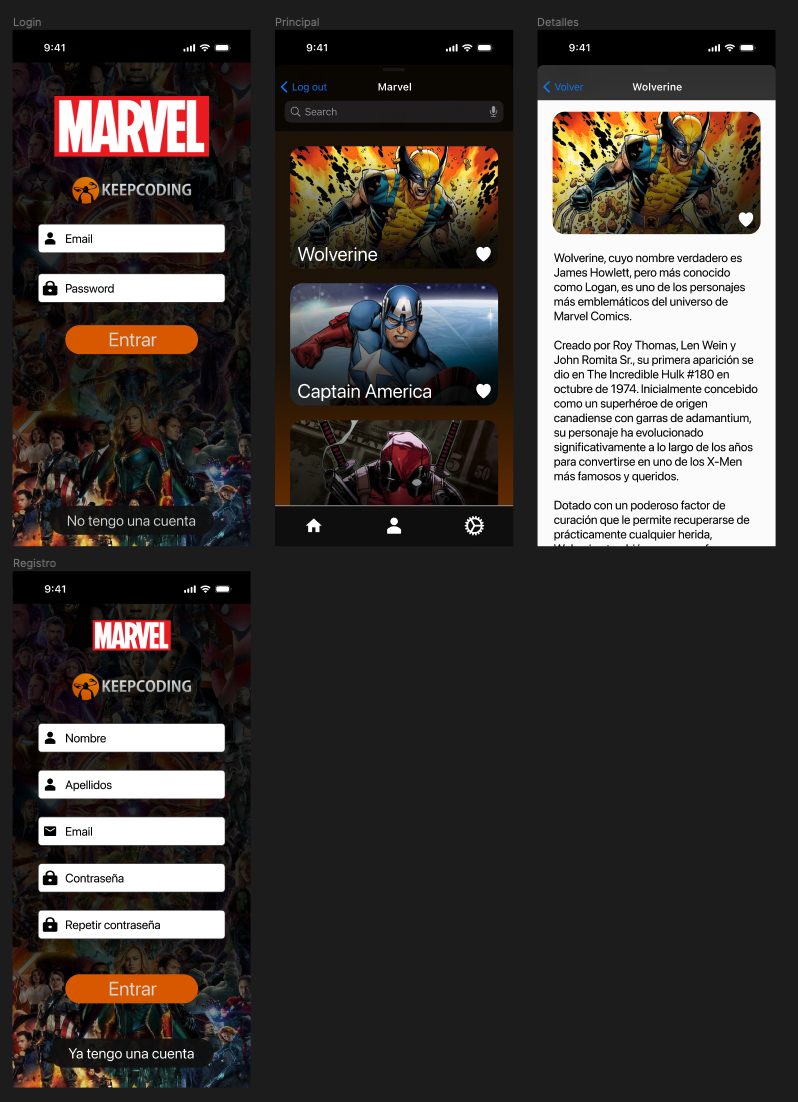 Login
9:41
MARVEL
KEEPCODING
Email
Password
Entrar
No tengo una cuenta
Principal
9:41
Log out
Marvel
Search
Wolverine
Captain America
Detalles
9:41
Volver
Wolverine
Wolverine, cuyo nombre verdadero es
James Howlett, pero más conocido
como Logan, es uno de los personajes
más emblemáticos del universo de
Marvel Comics.
Creado por Roy Thomas, Len Wein y
John Romita Sr., su primera aparición se
dio en The Incredible Hulk #180 en
octubre de 1974. Inicialmente concebido
como un superhéroe de origen
canadiense con garras de adamantium,
su personaje ha evolucionado
significativamente a lo largo de los años
para convertirse en uno de los X-Men
más famosos y queridos.
Dotado con un poderoso factor de
curación que le permite recuperarse de
prácticamente cualquier herida,
Registro
9:41
MARVEL
KEEPCODING
Nombre
Apellidos
Email
Contraseña
Repetir contraseña
Entrar
Ya tengo una cuenta